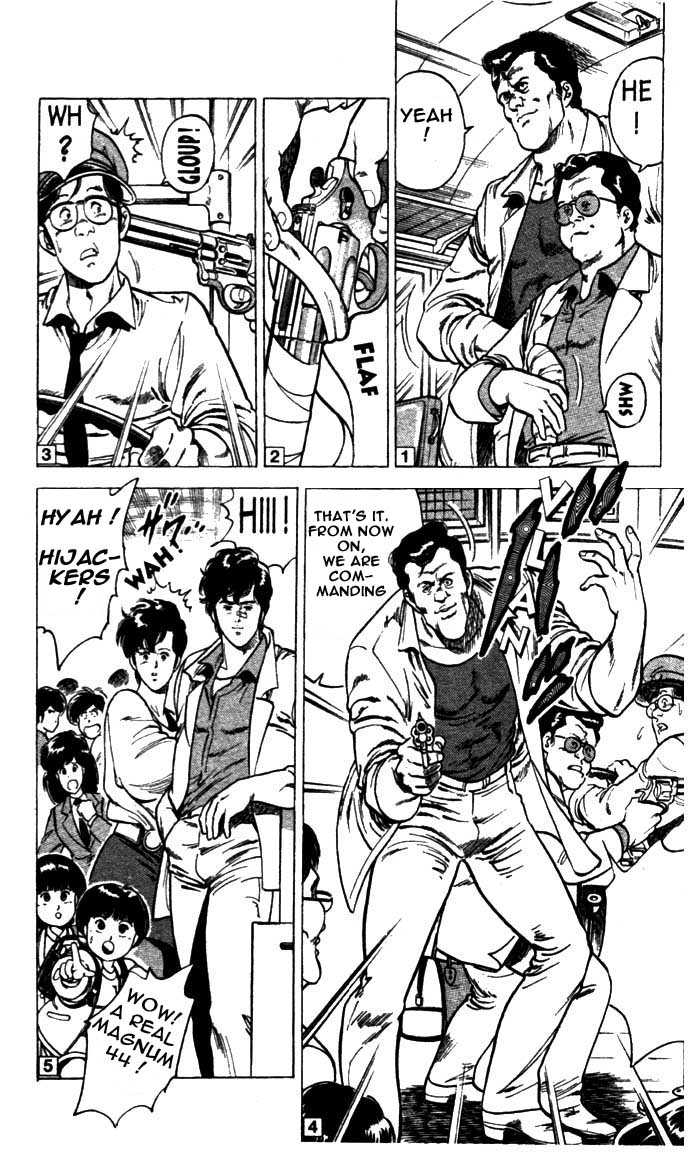 HE
!
YEAH
!
SHW
1
FLAF
2
GLOUP!
WH
?
3
THAT'S IT.
FROM NOW
ON,
WE ARE
COM-
MANDING
4
HIII !
WAH!
HYAH !
HIJAC-
KERS
!
WOW!
A REAL
MAGNUM
44 !
5